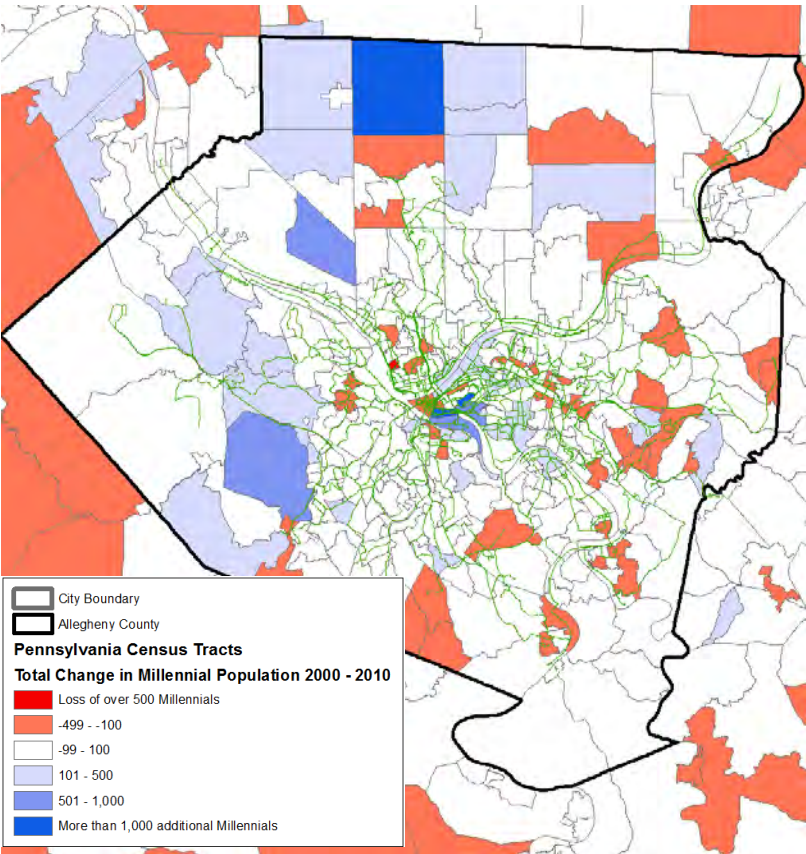 City Boundary
Allegheny County
Pennsylvania Census Tracts
Total Change in Millennial Population 2000 - 2010
Loss of over 500 Millennials
-499 - -100
-99 - 100
101 - 500
501 - 1,000
More than 1,000 additional Millennials